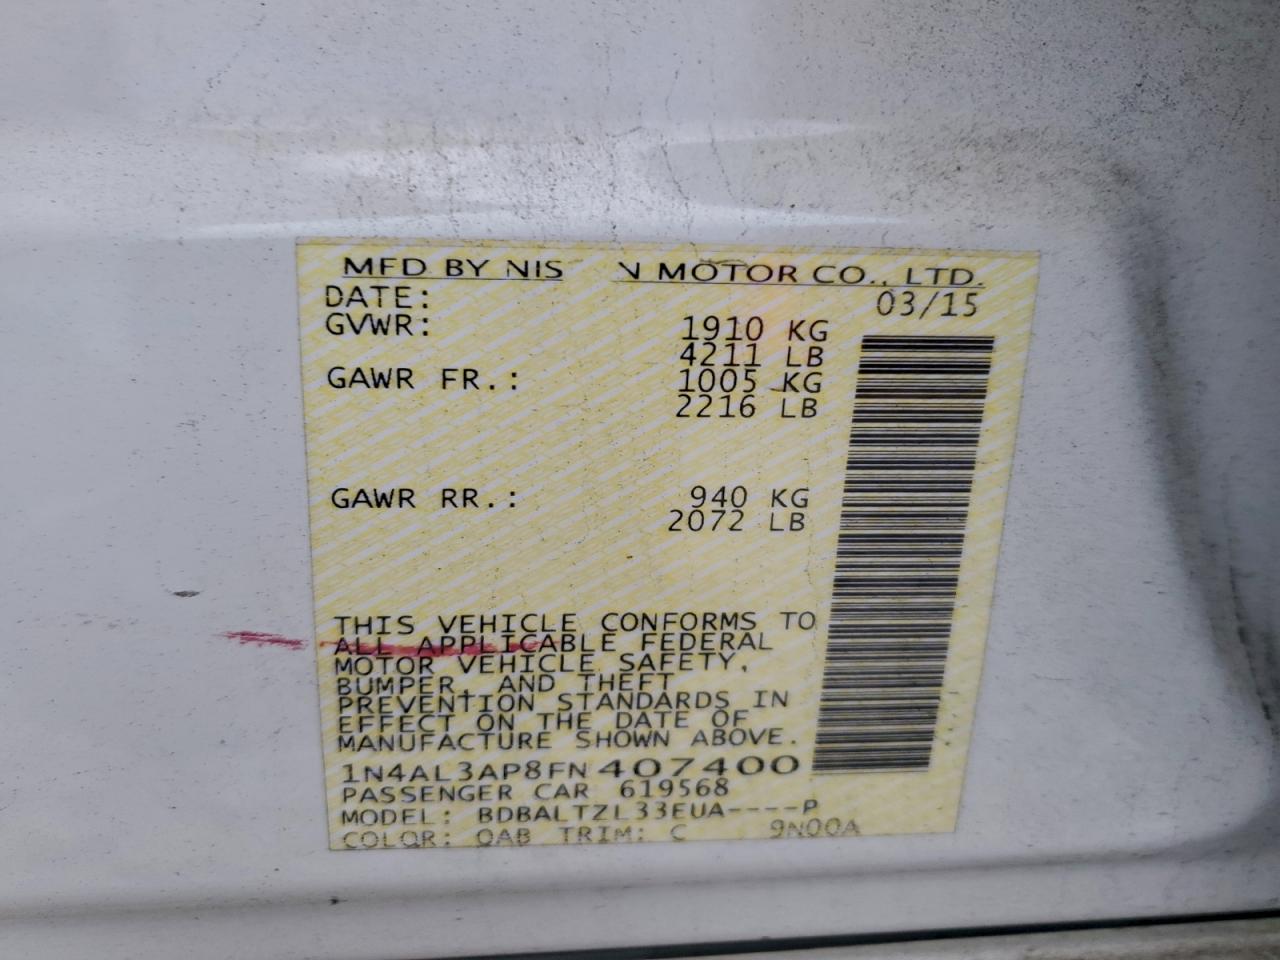 MFD BY NIS N MOTOR CO., LTD.
DATE: 03/15
GVWR: 1910 KG
4211 LB
GAWR FR.: 1005 KG
2216 LB
GAWR RR.: 940 KG
2072 LB
THIS VEHICLE CONFORMS TO
ALL APPLICABLE FEDERAL
MOTOR VEHICLE SAFETY,
BUMPER, AND THEFT
PREVENTION STANDARDS IN
EFFECT ON THE DATE OF
MANUFACTURE SHOWN ABOVE.
1N4AL3AP8FN407400
PASSENGER CAR 619568
MODEL: BDBALTZL33EUA----P
COLOR: QAB TRIM: C 9N00A